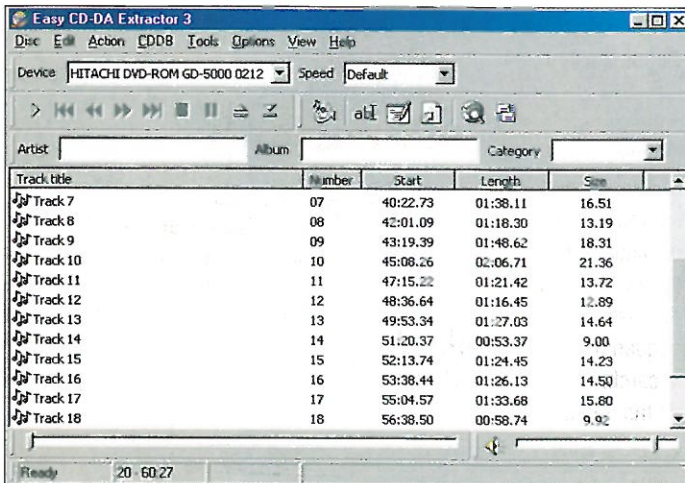 Easy CD-DA Extractor 3
Disc Edit Action CDDB Tools Options View Help
Device HITACHI DVD-ROM GD-5000 0212 Speed Default
abI
Artist Album Category
Track title Number Start Length Size
Track 7 07 40:22.73 01:38.11 16.51
Track 8 08 42:01.09 01:18.30 13.19
Track 9 09 43:19.39 01:48.62 18.31
Track 10 10 45:08.26 02:06.71 21.36
Track 11 11 47:15.22 01:21.42 13.72
Track 12 12 48:36.64 01:16.45 12.89
Track 13 13 49:53.34 01:27.03 14.64
Track 14 14 51:20.37 00:53.37 9.00
Track 15 15 52:13.74 01:24.45 14.23
Track 16 16 53:38.44 01:26.13 14.50
Track 17 17 55:04.57 01:33.68 15.80
Track 18 18 56:38.50 00:58.74 9.92
Ready 20 - 60:27